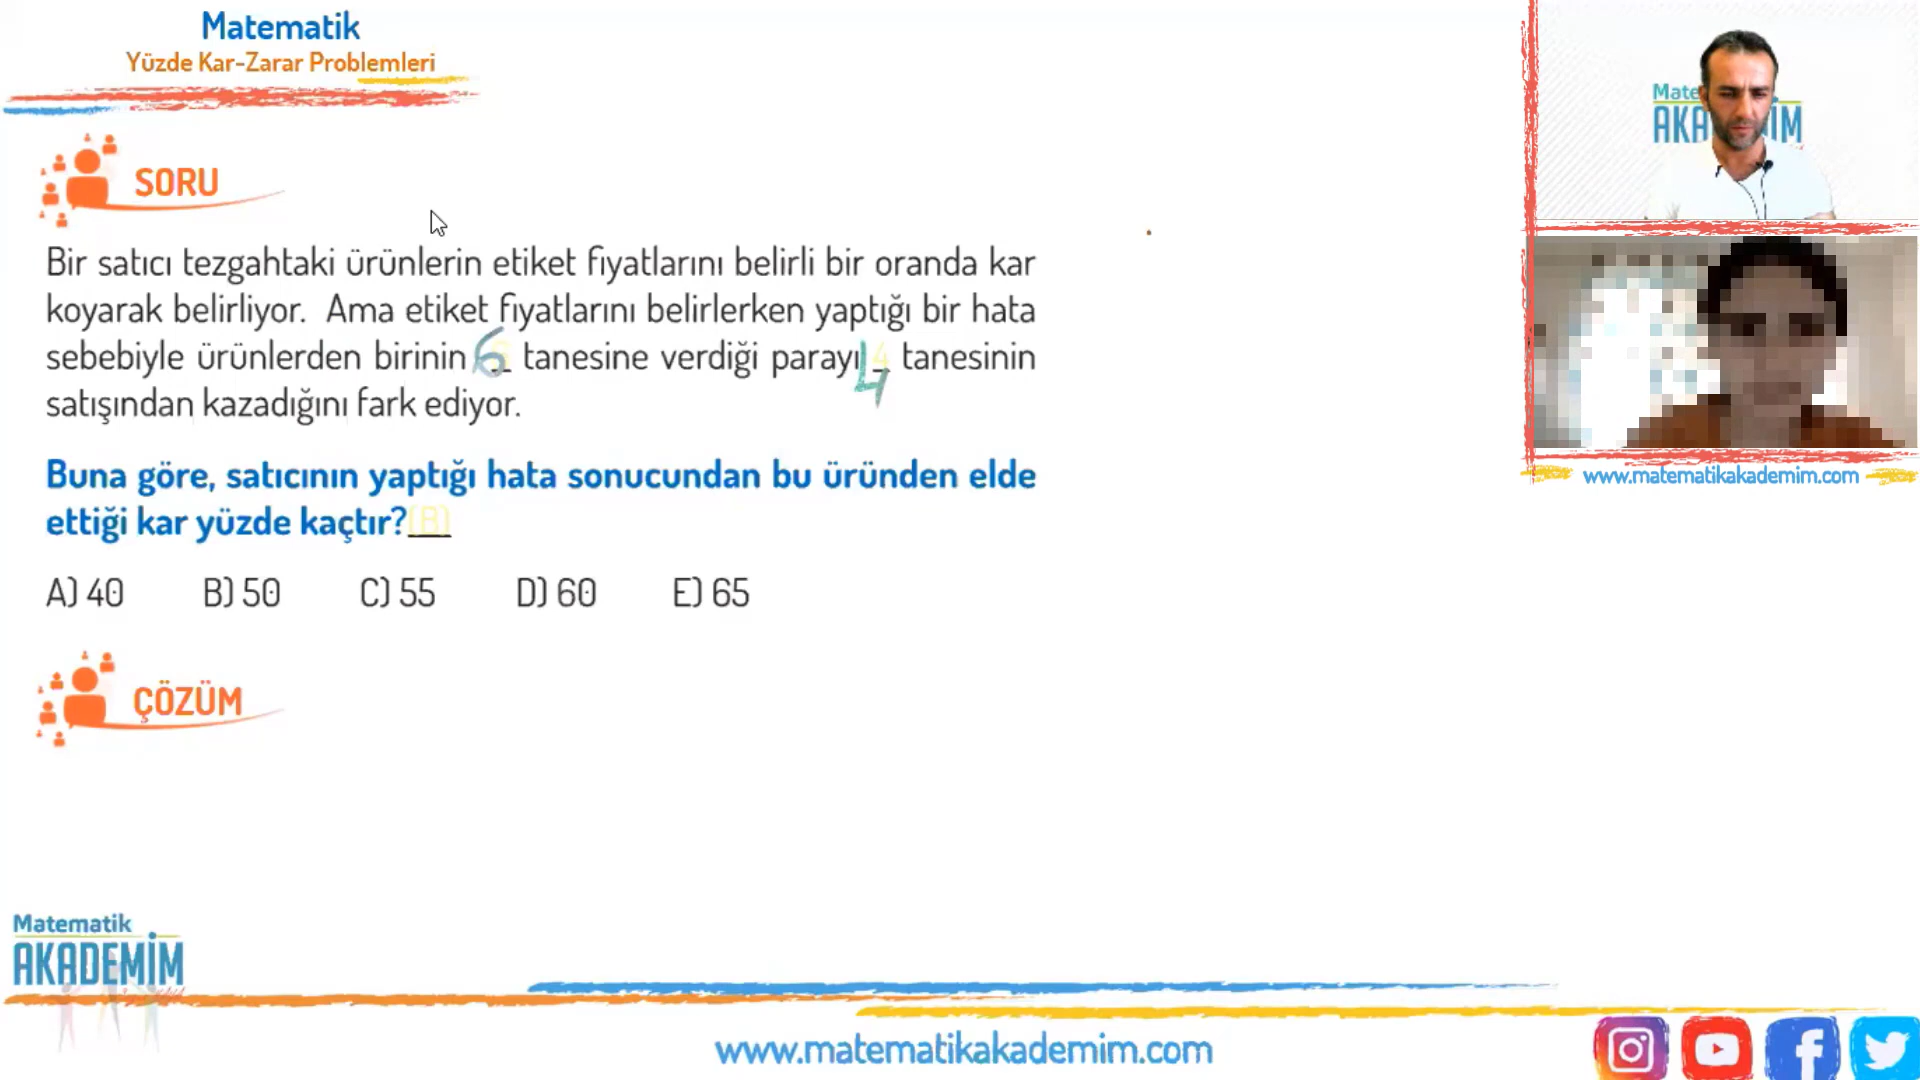 Matematik
Yüzde Kar-Zarar Problemleri
SORU
Bir satıcı tezgahtaki ürünlerin etiket fiyatlarını belirli bir oranda kar
koyarak belirliyor. Ama etiket fiyatlarını belirlerken yaptığı bir hata
sebebiyle ürünlerden birinin 6 tanesine verdiği parayı 4 tanesinin
satışından kazadığını fark ediyor.
Buna göre, satıcının yaptığı hata sonucundan bu üründen elde
ettiği kar yüzde kaçtır? (B)
A) 40 B) 50 C) 55 D) 60 E) 65
ÇÖZÜM
www.matematikakademim.com
Matematik
AKADEMİM
www.matematikakademim.com